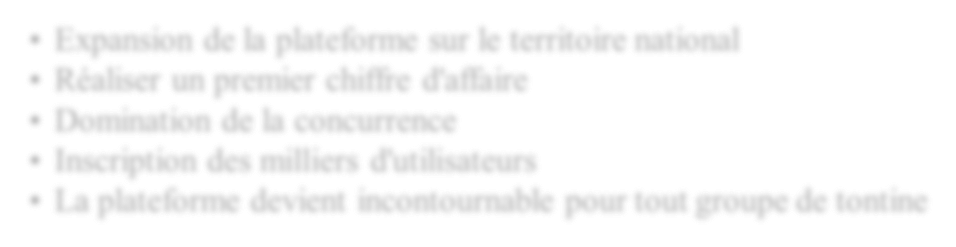 • Expansion de la plateforme sur le territoire national
• Réaliser un premier chiffre d'affaire
• Domination de la concurrence
• Inscription des milliers d'utilisateurs
• La plateforme devient incontournable pour tout groupe de tontine